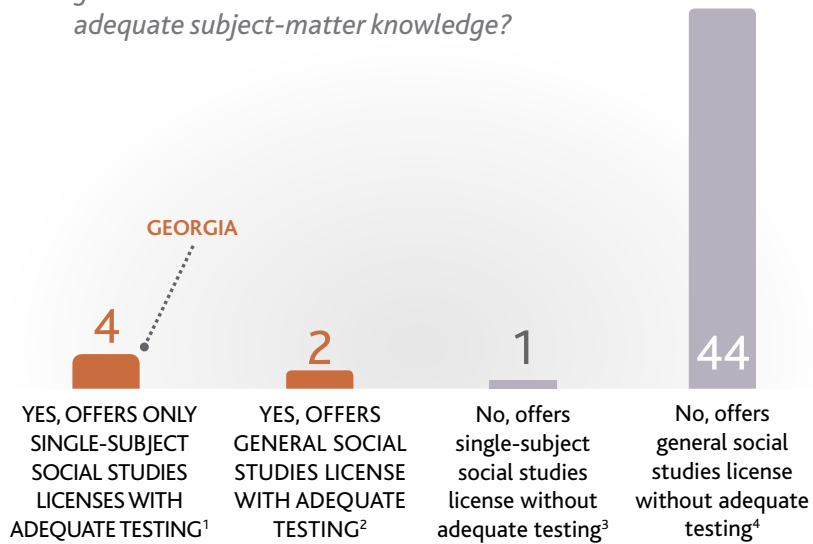 adequate subject-matter knowledge?
GEORGIA
4
2
1
44
YES, OFFERS ONLY
SINGLE-SUBJECT
SOCIAL STUDIES
LICENSES WITH
ADEQUATE TESTING¹
YES, OFFERS
GENERAL SOCIAL
STUDIES LICENSE
WITH ADEQUATE
TESTING²
No, offers
single-subject
social studies
license without
adequate testing³
No, offers
general social
studies license
without adequate
testing⁴